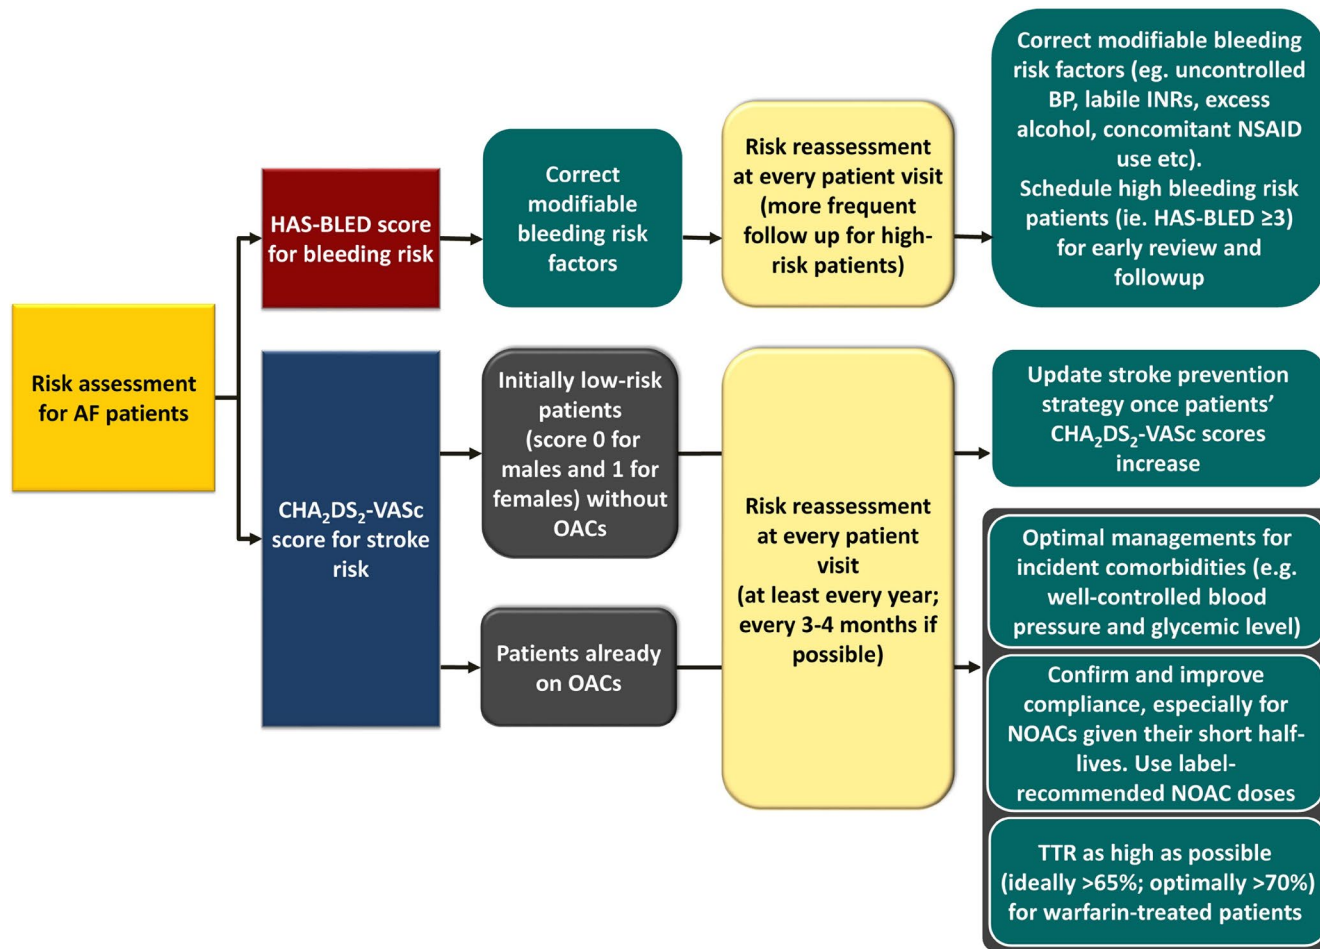 Risk assessment
for AF patients
HAS-BLED score
for bleeding risk
Correct
modifiable
bleeding risk
factors
Risk reassessment
at every patient visit
(more frequent
follow up for high-
risk patients)
Correct modifiable bleeding
risk factors (eg. uncontrolled
BP, labile INRs, excess
alcohol, concomitant NSAID
use etc).
Schedule high bleeding risk
patients (ie. HAS-BLED ≥3)
for early review and
followup
CHA₂DS₂-VASc
score for stroke
risk
Initially low-risk
patients
(score 0 for
males and 1 for
females) without
OACs
Patients already
on OACs
Risk reassessment
at every patient
visit
(at least every year;
every 3-4 months if
possible)
Update stroke prevention
strategy once patients’
CHA₂DS₂-VASc scores
increase
Optimal managements for
incident comorbidities (e.g.
well-controlled blood
pressure and glycemic level)
Confirm and improve
compliance, especially for
NOACs given their short half-
lives. Use label-
recommended NOAC doses
TTR as high as possible
(ideally >65%; optimally >70%)
for warfarin-treated patients